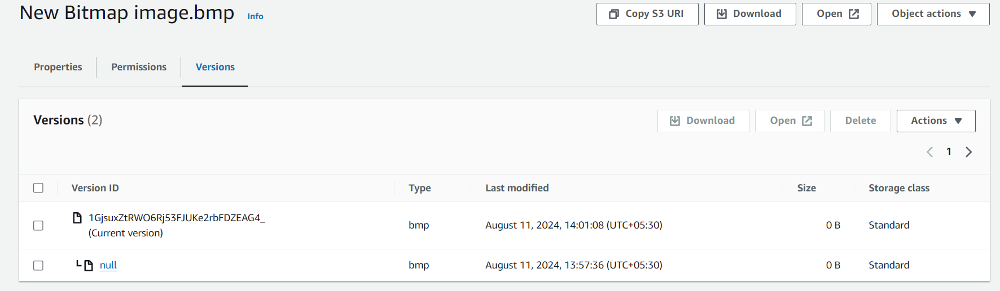 New Bitmap image.bmp Info
Copy S3 URI Download Open Object actions
Properties Permissions Versions
Versions (2) Download Open Delete Actions
1
Version ID Type Last modified Size Storage class
1GjsuxZtRWO6Rj53FJUKe2rbFDZEAG4_
(Current version) bmp August 11, 2024, 14:01:08 (UTC+05:30) 0 B Standard
null bmp August 11, 2024, 13:57:36 (UTC+05:30) 0 B Standard